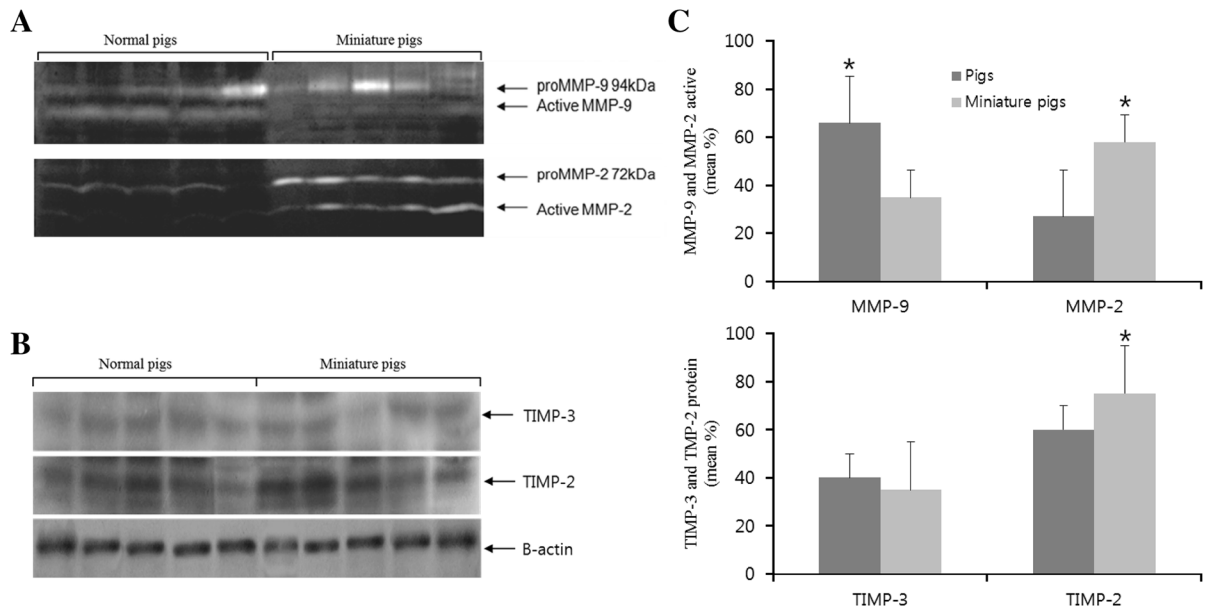 A
Normal pigs
Miniature pigs
proMMP-9 94kDa
Active MMP-9
proMMP-2 72kDa
Active MMP-2
B
Normal pigs
Miniature pigs
TIMP-3
TIMP-2
B-actin
C
MMP-9 and MMP-2 active
(mean %)
100
80
60
40
20
0
*
*
Pigs
Miniature pigs
MMP-9
MMP-2
TIMP-3 and TMP-2 protein
(mean %)
100
80
60
40
20
0
*
TIMP-3
TIMP-2